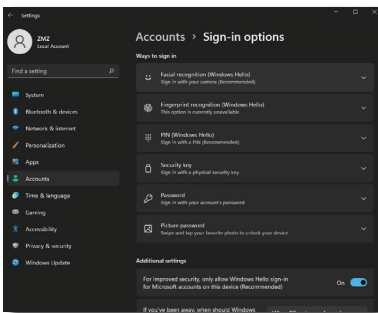 Settings
ZMZ
Local Account
Find a setting
System
Bluetooth & devices
Network & internet
Personalization
Apps
Accounts
Time & language
Gaming
Accessibility
Privacy & security
Windows Update
Accounts > Sign-in options
Ways to sign in
Facial recognition (Windows Hello)
Sign in with your camera (Recommended)
Fingerprint recognition (Windows Hello)
This option is currently unavailable
PIN (Windows Hello)
Sign in with a PIN (Recommended)
Security key
Sign in with a physical security key
Password
Sign in with your account's password
Picture password
Swipe and tap your favorite photo to unlock your device
Additional settings
For improved security, only allow Windows Hello sign-in
for Microsoft accounts on this device (Recommended)
On
If you've been away, when should Windows